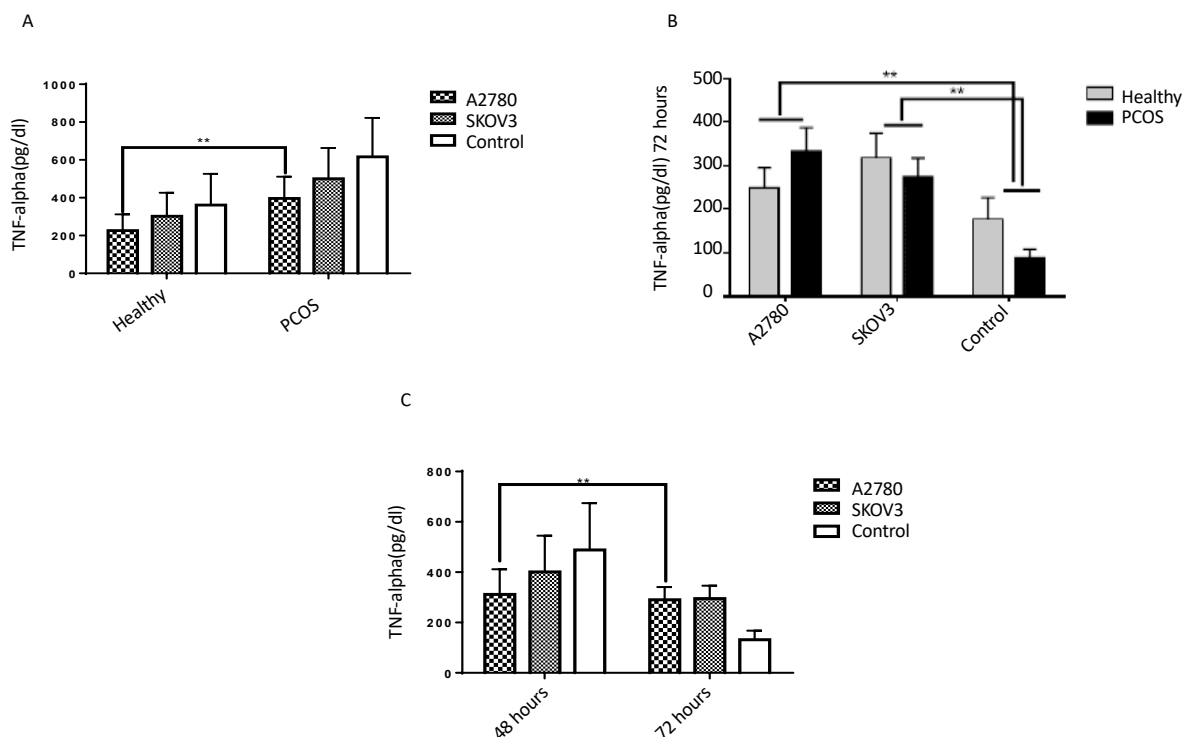 A
TNF-alpha(pg/dl)
1000
800
600
400
200
0
**
Healthy
PCOS
A2780
SKOV3
Control
B
TNF-alpha(pg/dl) 72 hours
500
400
300
200
100
0
**
**
A2780
SKOV3
Control
Healthy
PCOS
C
TNF-alpha(pg/dl)
800
600
400
200
0
**
48 hours
72 hours
A2780
SKOV3
Control